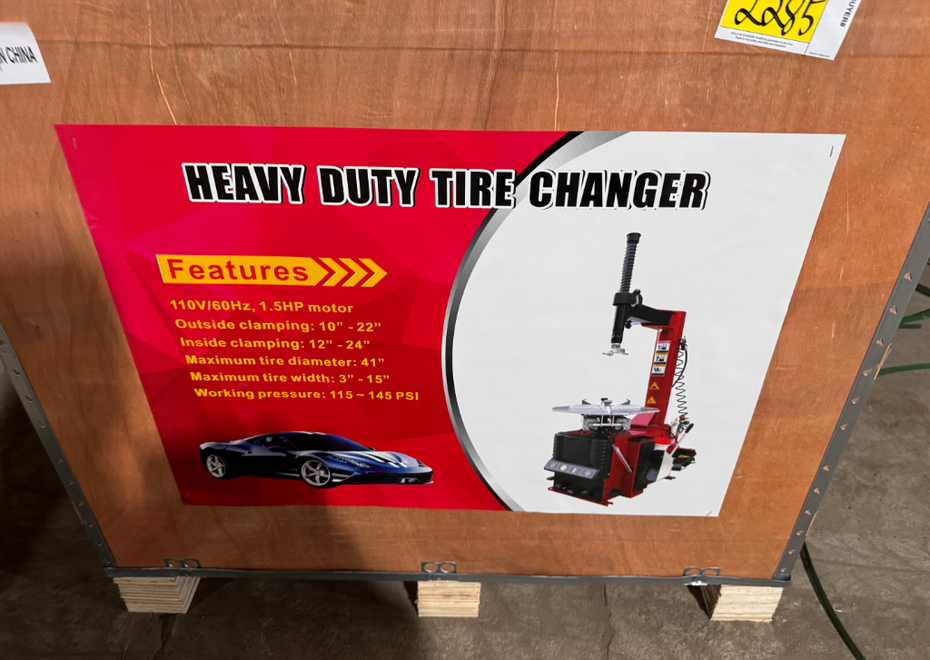 2285
BUYERS
N CHINA
HEAVY DUTY TIRE CHANGER
Features
110V/60Hz, 1.5HP motor
Outside clamping: 10” - 22”
Inside clamping: 12” - 24”
Maximum tire diameter: 41”
Maximum tire width: 3” - 15”
Working pressure: 115 ~ 145 PSI